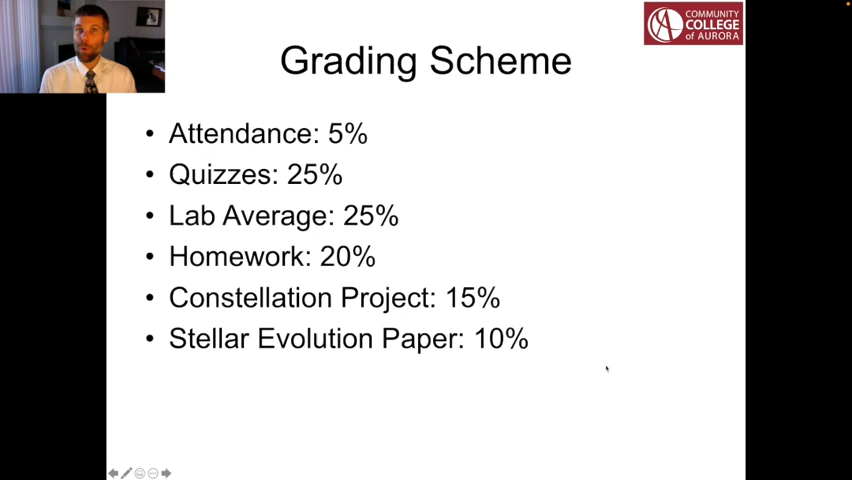 COMMUNITY
COLLEGE
of AURORA
Grading Scheme
• Attendance: 5%
• Quizzes: 25%
• Lab Average: 25%
• Homework: 20%
• Constellation Project: 15%
• Stellar Evolution Paper: 10%